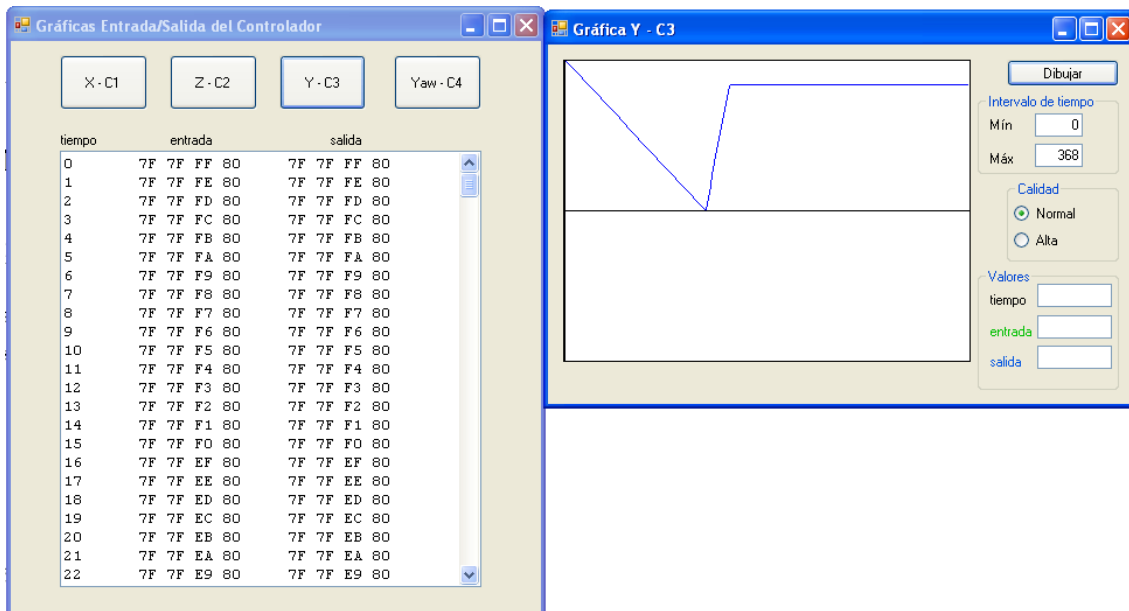 Gráficas Entrada/Salida del Controlador
X - C1 Z - C2 Y - C3 Yaw - C4
tiempo entrada salida
0 7F 7F FF 80 7F 7F FF 80
1 7F 7F FE 80 7F 7F FE 80
2 7F 7F FD 80 7F 7F FD 80
3 7F 7F FC 80 7F 7F FC 80
4 7F 7F FB 80 7F 7F FB 80
5 7F 7F FA 80 7F 7F FA 80
6 7F 7F F9 80 7F 7F F9 80
7 7F 7F F8 80 7F 7F F8 80
8 7F 7F F7 80 7F 7F F7 80
9 7F 7F F6 80 7F 7F F6 80
10 7F 7F F5 80 7F 7F F5 80
11 7F 7F F4 80 7F 7F F4 80
12 7F 7F F3 80 7F 7F F3 80
13 7F 7F F2 80 7F 7F F2 80
14 7F 7F F1 80 7F 7F F1 80
15 7F 7F F0 80 7F 7F F0 80
16 7F 7F EF 80 7F 7F EF 80
17 7F 7F EE 80 7F 7F EE 80
18 7F 7F ED 80 7F 7F ED 80
19 7F 7F EC 80 7F 7F EC 80
20 7F 7F EB 80 7F 7F EB 80
21 7F 7F EA 80 7F 7F EA 80
22 7F 7F E9 80 7F 7F E9 80
Gráfica Y - C3
Dibujar
Intervalo de tiempo
Mín 0
Máx 368
Calidad
Normal
Alta
Valores
tiempo
entrada
salida